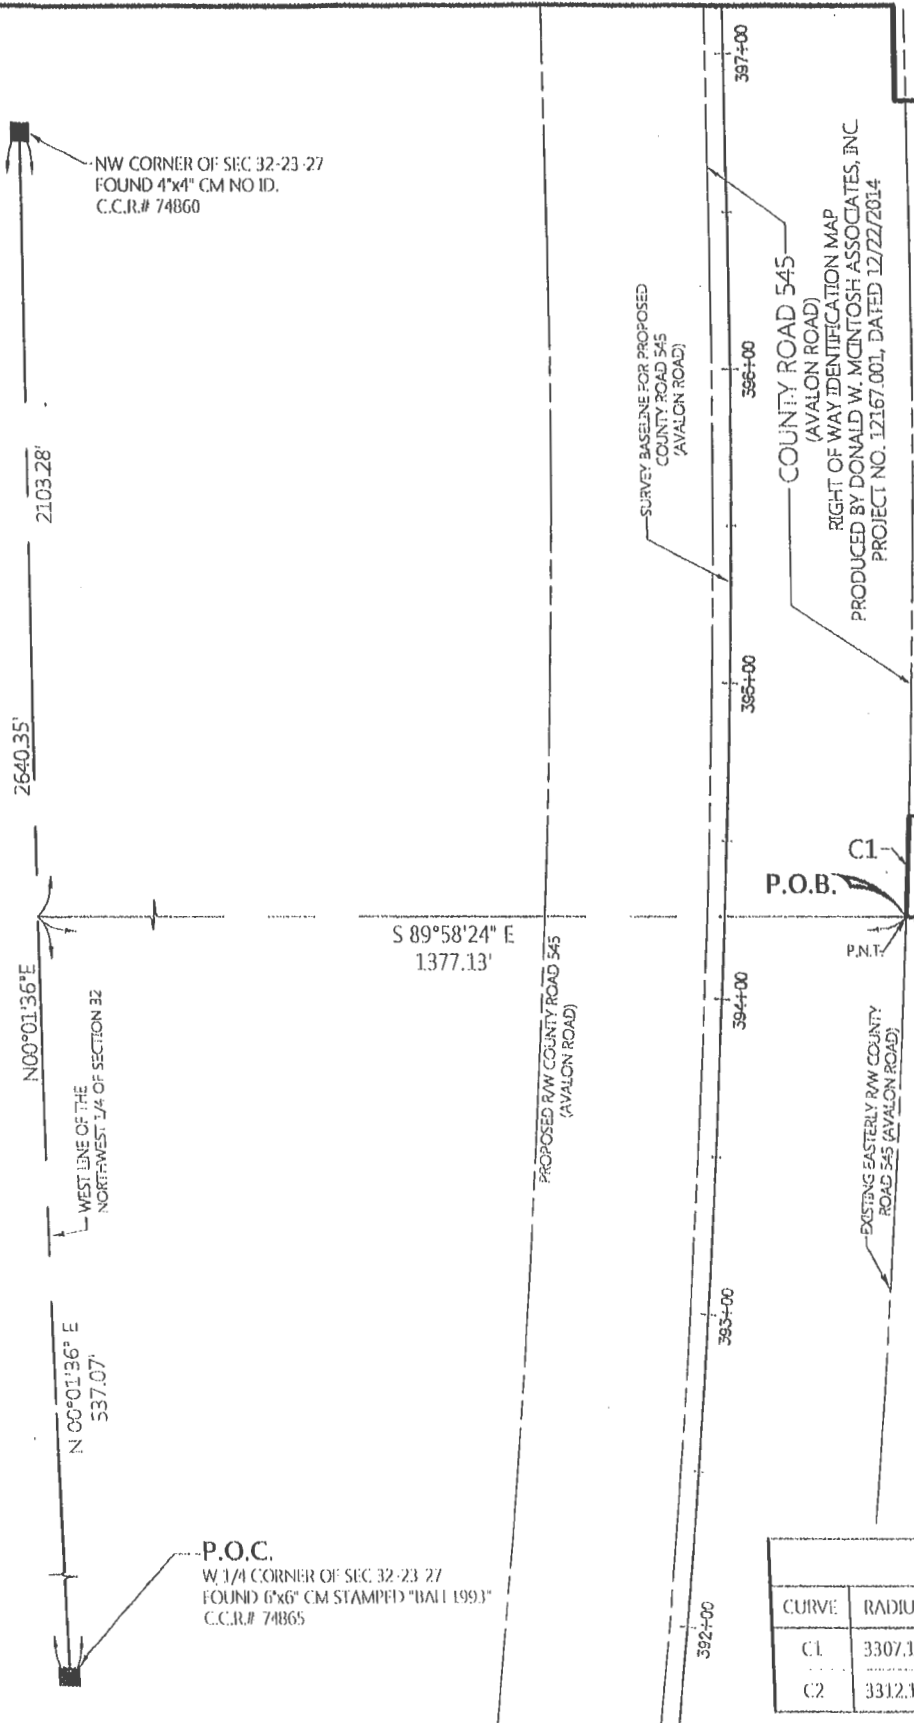 397+00
NW CORNER OF SEC 32-23-27
FOUND 4"x4" CM NO ID.
C.C.R.# 74860
2103.28'
2640.35'
SURVEY BASELINE FOR PROPOSED
COUNTY ROAD 545
(AVALON ROAD)
396+00
COUNTY ROAD 545
(AVALON ROAD)
RIGHT OF WAY IDENTIFICATION MAP
PRODUCED BY DONALD W. MCINTOSH ASSOCIATES, INC.
PROJECT NO. 12167.001, DATED 12/22/2014
395+00
C1
P.O.B.
P.N.T.
S 89°58'24" E
1377.13'
N00°01'36"E
WEST LINE OF THE
NORTHWEST 1/4 OF SECTION 32
PROPOSED R/W COUNTY ROAD 545
(AVALON ROAD)
394+00
EXISTING EASTERLY R/W COUNTY
ROAD 545 (AVALON ROAD)
393+00
N 00°01'36" E
537.07'
P.O.C.
W 1/4 CORNER OF SEC 32-23-27
FOUND 6"x6" CM STAMPED "BALL 1993"
C.C.R.# 74865
392+00
CURVE RADIU
C1 3307.1
C2 3312.1